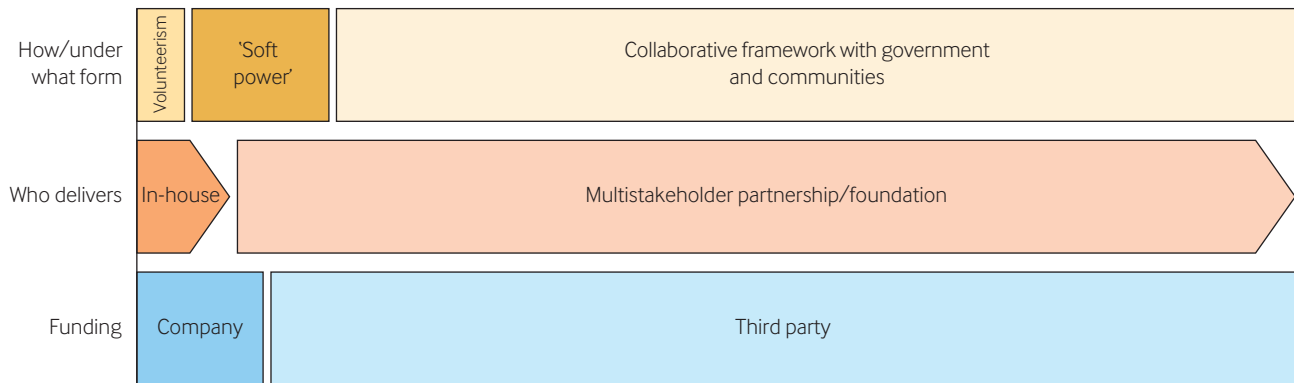 How/under
what form
Volunteerism
‘Soft
power’
Collaborative framework with government
and communities
Who delivers
In-house
Multistakeholder partnership/foundation
Funding
Company
Third party